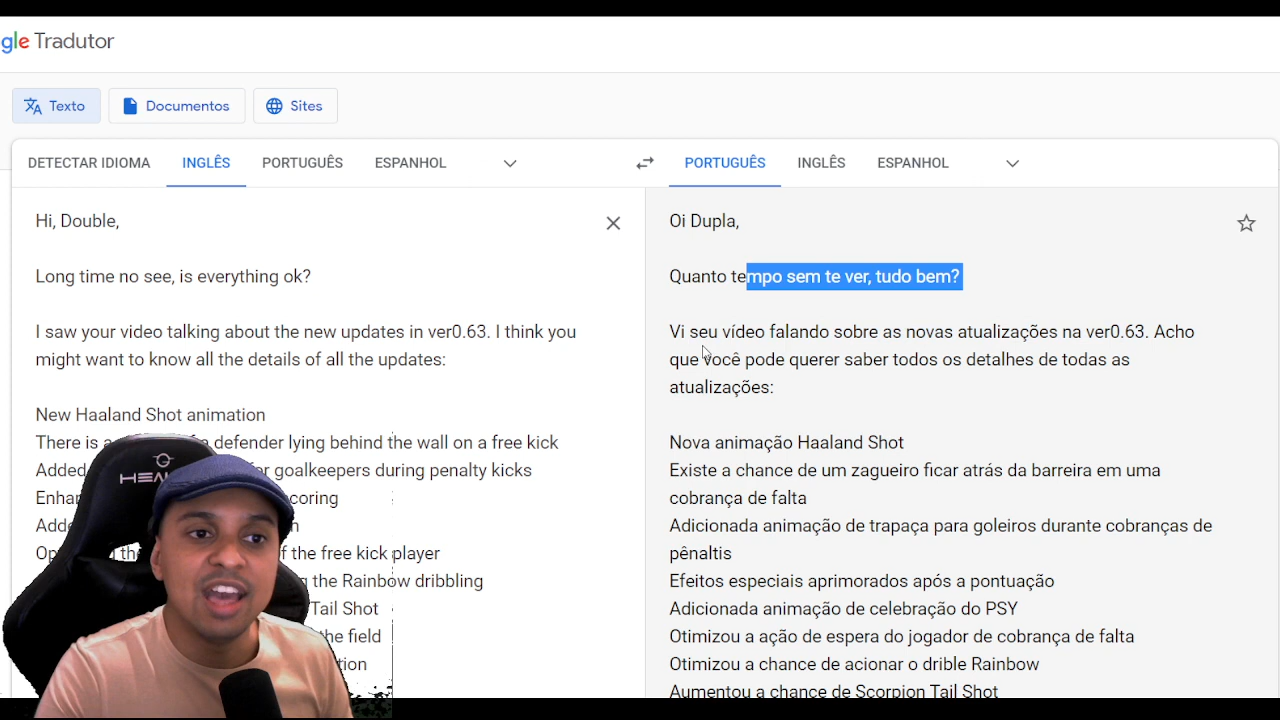 gle Tradutor
Texto
Documentos
Sites
DETECTAR IDIOMA
INGLÊS
PORTUGUÊS
ESPANHOL
PORTUGUÊS
INGLÊS
ESPANHOL
Hi, Double,
Long time no see, is everything ok?
I saw your video talking about the new updates in ver0.63. I think you
might want to know all the details of all the updates:
New Haaland Shot animation
There is a defender lying behind the wall on a free kick
Added goalkeepers during penalty kicks
coring
f the free kick player
the Rainbow dribbling
Tail Shot
the field
Oi Dupla,
Quanto tempo sem te ver, tudo bem?
Vi seu vídeo falando sobre as novas atualizações na ver0.63. Acho
que você pode querer saber todos os detalhes de todas as
atualizações:
Nova animação Haaland Shot
Existe a chance de um zagueiro ficar atrás da barreira em uma
cobrança de falta
Adicionada animação de trapaça para goleiros durante cobranças de
pênaltis
Efeitos especiais aprimorados após a pontuação
Adicionada animação de celebração do PSY
Otimizou a ação de espera do jogador de cobrança de falta
Otimizou a chance de acionar o drible Rainbow
Aumentou a chance de Scorpion Tail Shot